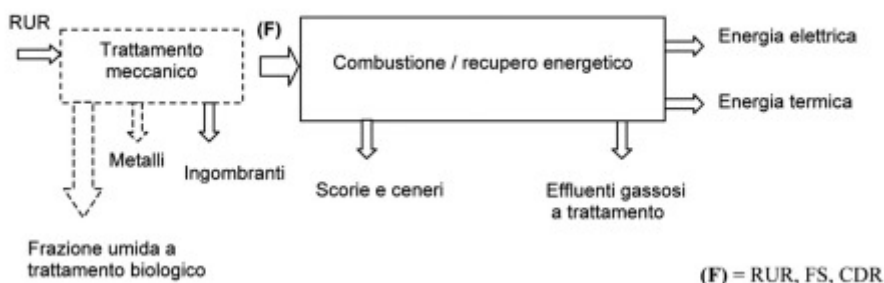 RUR
(F)
Trattamento
meccanico
Combustione / recupero energetico
Energia elettrica
Energia termica
Metalli
Ingombranti
Scorie e ceneri
Effluenti gassosi
a trattamento
Frazione umida a
trattamento biologico
(F) = RUR, FS, CDR